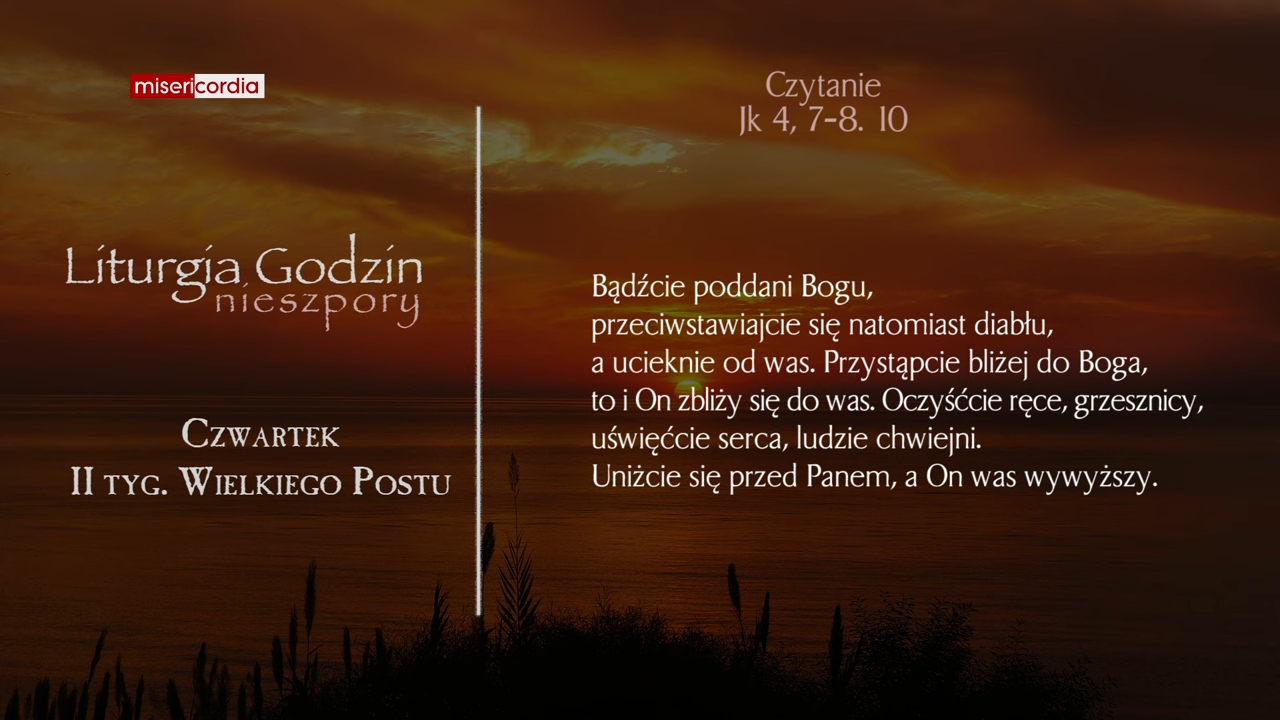 misericordia
Liturgia Godzin
nieszpory
Czwartek
II tyg. Wielkiego Postu
Czytanie
Jk 4, 7-8. 10
Bądźcie poddani Bogu,
przeciwstawiajcie się natomiast diabłu,
a ucieknie od was. Przystąpcie bliżej do Boga,
to i On zbliży się do was. Oczyśćcie ręce, grzesznicy,
uświęćcie serca, ludzie chwiejni.
Uniżcie się przed Panem, a On was wywyższy.